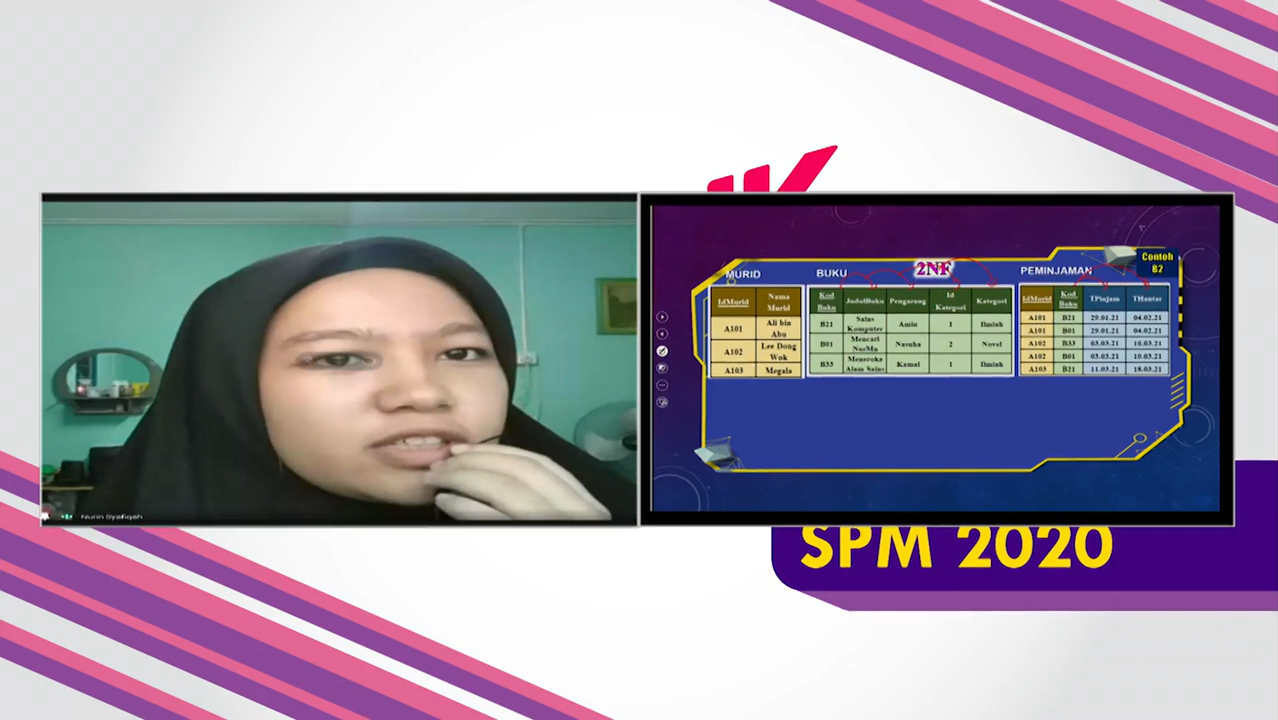 MURID
BUKU
2NF
PEMINJAMAN
Contoh
B2
IdMurid
Nama
Murid
A101
Ali bin
Abu
A102
Lee Dong
Wok
A103
Megala
Kod
Buku
JudulBuku
Pengarang
Id
Kategori
Kategori
B21
Sains
Komputer
Amin
1
Ilmiah
B01
Mencari
NorMu
Nasuha
2
Novel
B33
Meneroka
Alam Sains
Kamal
1
Ilmiah
IdMurid
Kod
Buku
TPinjam
THantar
A101
B21
29.01.21
04.02.21
A101
B01
29.01.21
04.02.21
A102
B33
03.03.21
10.03.21
A102
B01
03.03.21
10.03.21
A103
B21
11.03.21
18.03.21
Nurin Syafiqah
SPM 2020